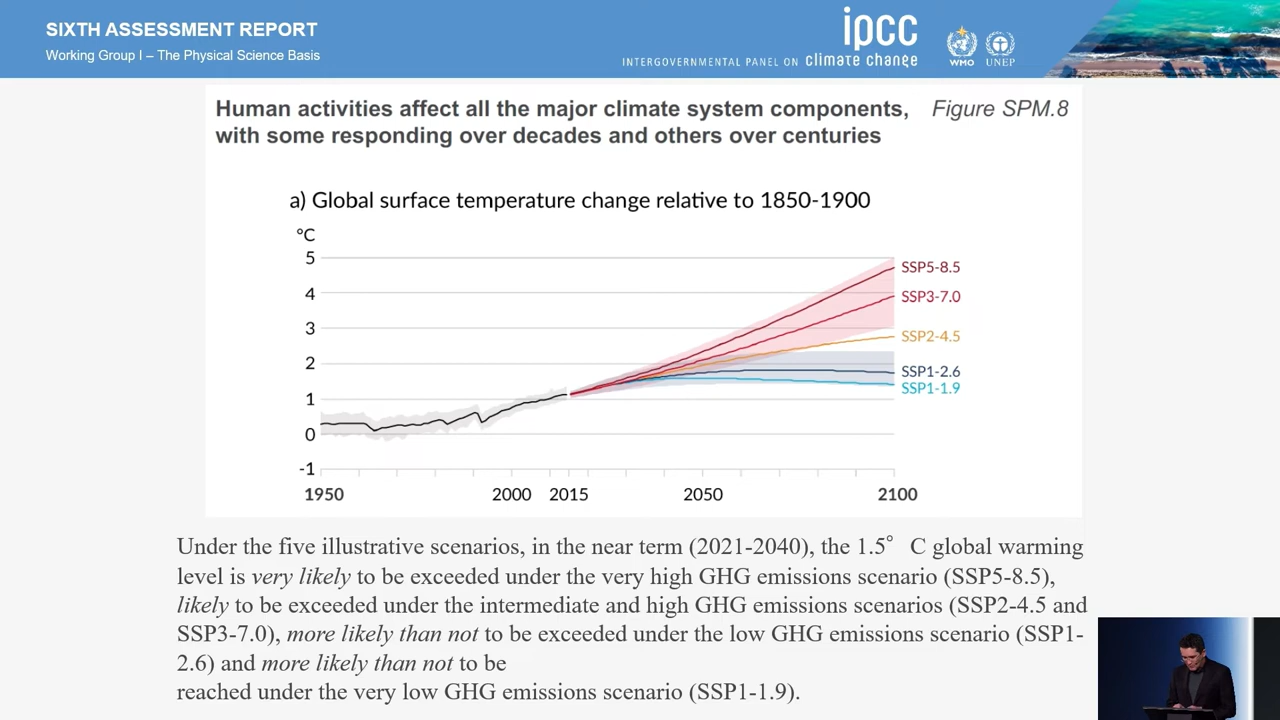 SIXTH ASSESSMENT REPORT
Working Group I – The Physical Science Basis
ipcc
INTERGOVERNMENTAL PANEL ON climate change
WMO
UNEP
Human activities affect all the major climate system components,
with some responding over decades and others over centuries
Figure SPM.8
a) Global surface temperature change relative to 1850-1900
°C
5
4
3
2
1
0
-1
SSP5-8.5
SSP3-7.0
SSP2-4.5
SSP1-2.6
SSP1-1.9
1950
2000
2015
2050
2100
Under the five illustrative scenarios, in the near term (2021-2040), the 1.5° C global warming
level is very likely to be exceeded under the very high GHG emissions scenario (SSP5-8.5),
likely to be exceeded under the intermediate and high GHG emissions scenarios (SSP2-4.5 and
SSP3-7.0), more likely than not to be exceeded under the low GHG emissions scenario (SSP1-
2.6) and more likely than not to be
reached under the very low GHG emissions scenario (SSP1-1.9).